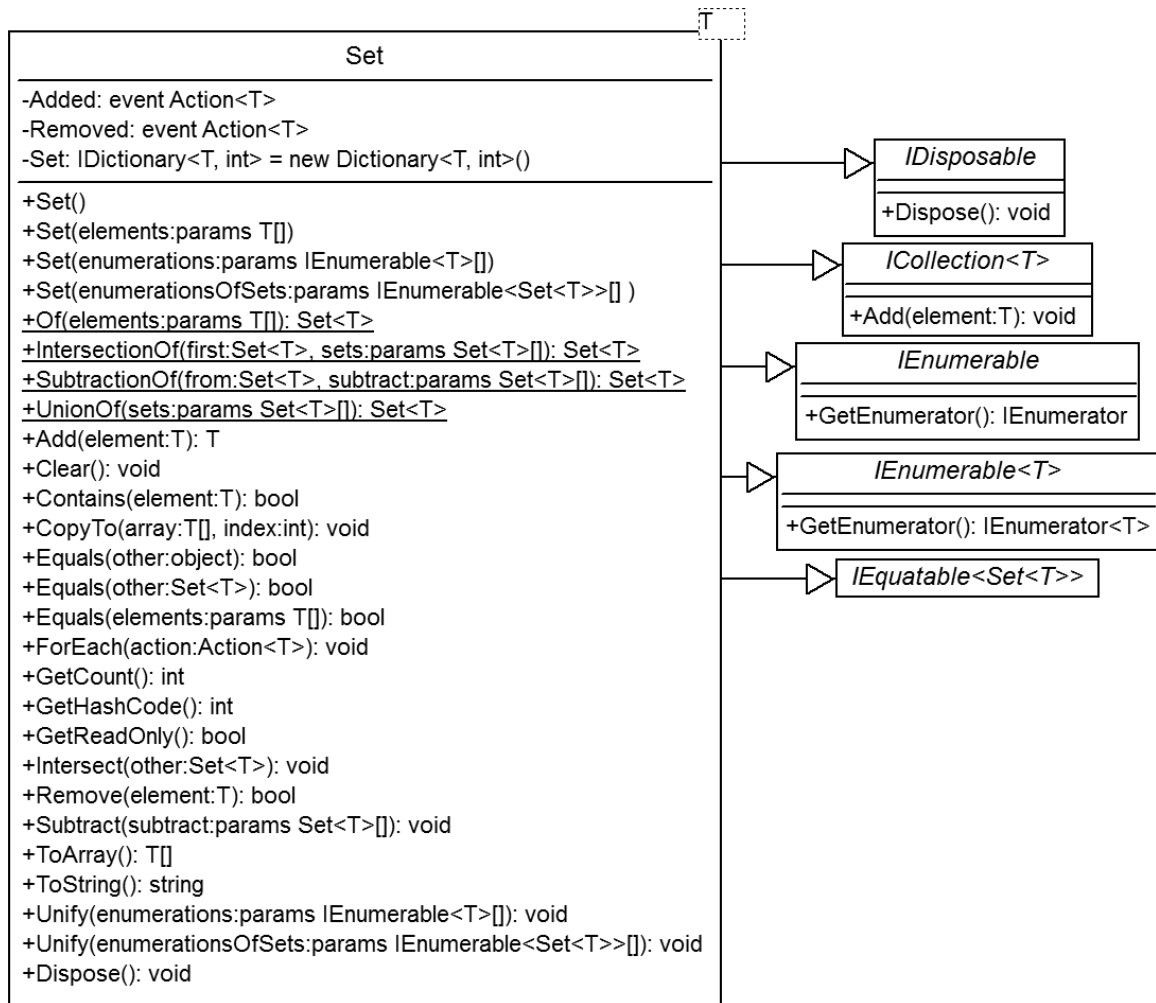 T
Set
-Added: event Action<T>
-Removed: event Action<T>
-Set: IDictionary<T, int> = new Dictionary<T, int>()
+Set()
+Set(elements:params T[])
+Set(enumerations:params IEnumerable<T>[])
+Set(enumerationsOfSets:params IEnumerable<Set<T>>[] )
+Of(elements:params T[]): Set<T>
+IntersectionOf(first:Set<T>, sets:params Set<T>[]): Set<T>
+SubtractionOf(from:Set<T>, subtract:params Set<T>[]): Set<T>
+UnionOf(sets:params Set<T>[]): Set<T>
+Add(element:T): T
+Clear(): void
+Contains(element:T): bool
+CopyTo(array:T[], index:int): void
+Equals(other:object): bool
+Equals(other:Set<T>): bool
+Equals(elements:params T[]): bool
+ForEach(action:Action<T>): void
+GetCount(): int
+GetHashCode(): int
+GetReadOnly(): bool
+Intersect(other:Set<T>): void
+Remove(element:T): bool
+Subtract(subtract:params Set<T>[]): void
+ToArray(): T[]
+ToString(): string
+Unify(enumerations:params IEnumerable<T>[]): void
+Unify(enumerationsOfSets:params IEnumerable<Set<T>>[]): void
+Dispose(): void
IDisposable
+Dispose(): void
ICollection<T>
+Add(element:T): void
IEnumerable
+GetEnumerator(): IEnumerator
IEnumerable<T>
+GetEnumerator(): IEnumerator<T>
IEquatable<Set<T>>